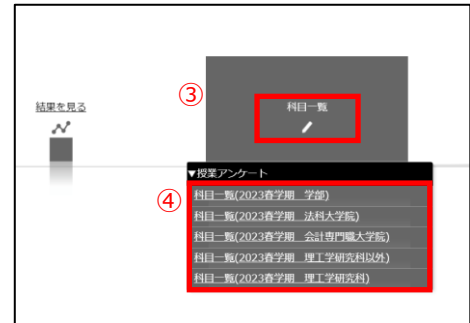 結果を見る
③
科目一覧
▼授業アンケート
④
科目一覧(2023春学期　学部)
科目一覧(2023春学期　法科大学院)
科目一覧(2023春学期　会計専門職大学院)
科目一覧(2023春学期　理工学研究科以外)
科目一覧(2023春学期　理工学研究科)